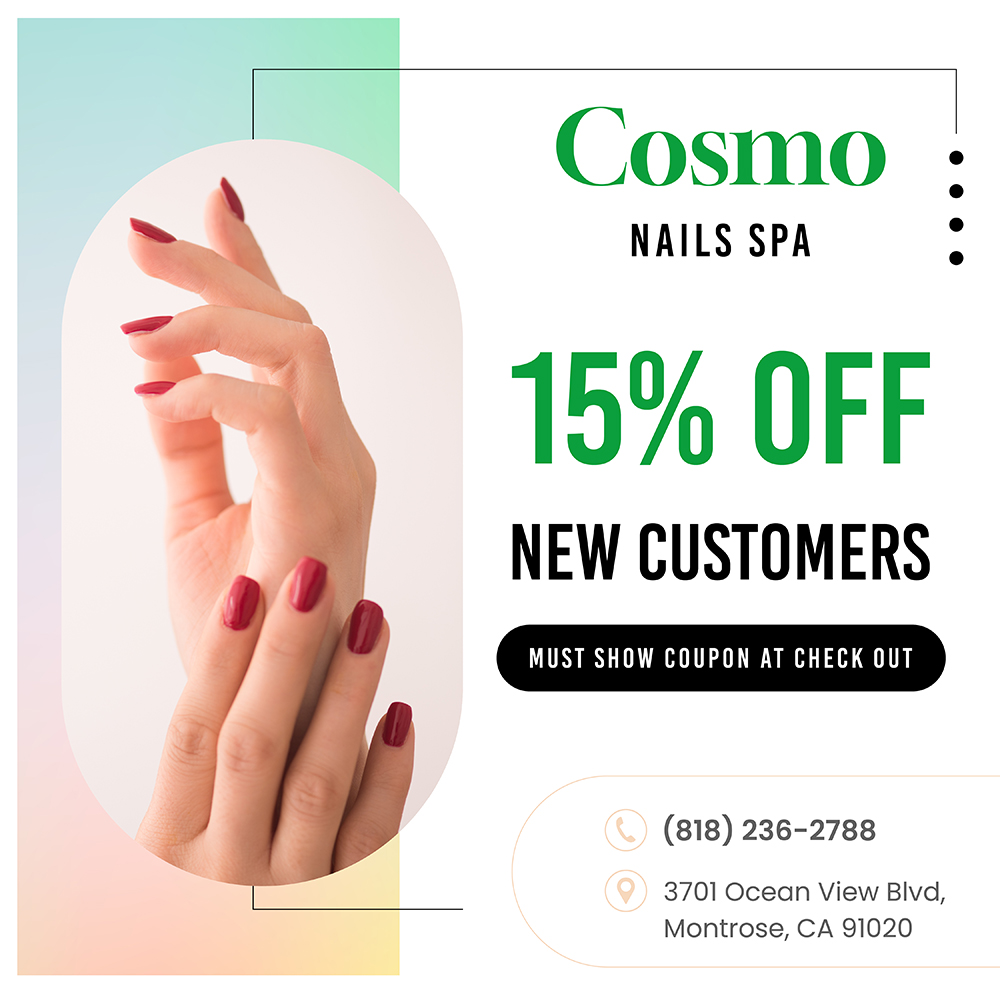 Cosmo
NAILS SPA
15% OFF
NEW CUSTOMERS
MUST SHOW COUPON AT CHECK OUT
(818) 236-2788
3701 Ocean View Blvd,
Montrose, CA 91020